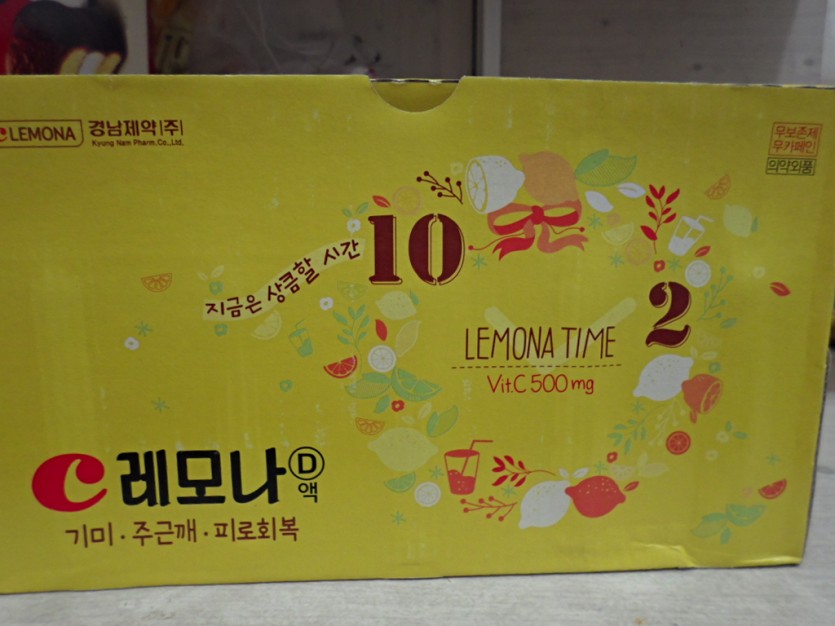 LEMONA 경남제약(주)
Kyung Nam Pharm.Co.,Ltd.
무보존제
무카페인
의약외품
지금은 상큼할 시간
10
2
LEMONA TIME
Vit.C 500 mg
C 레모나 D 액
기미·주근깨·피로회복